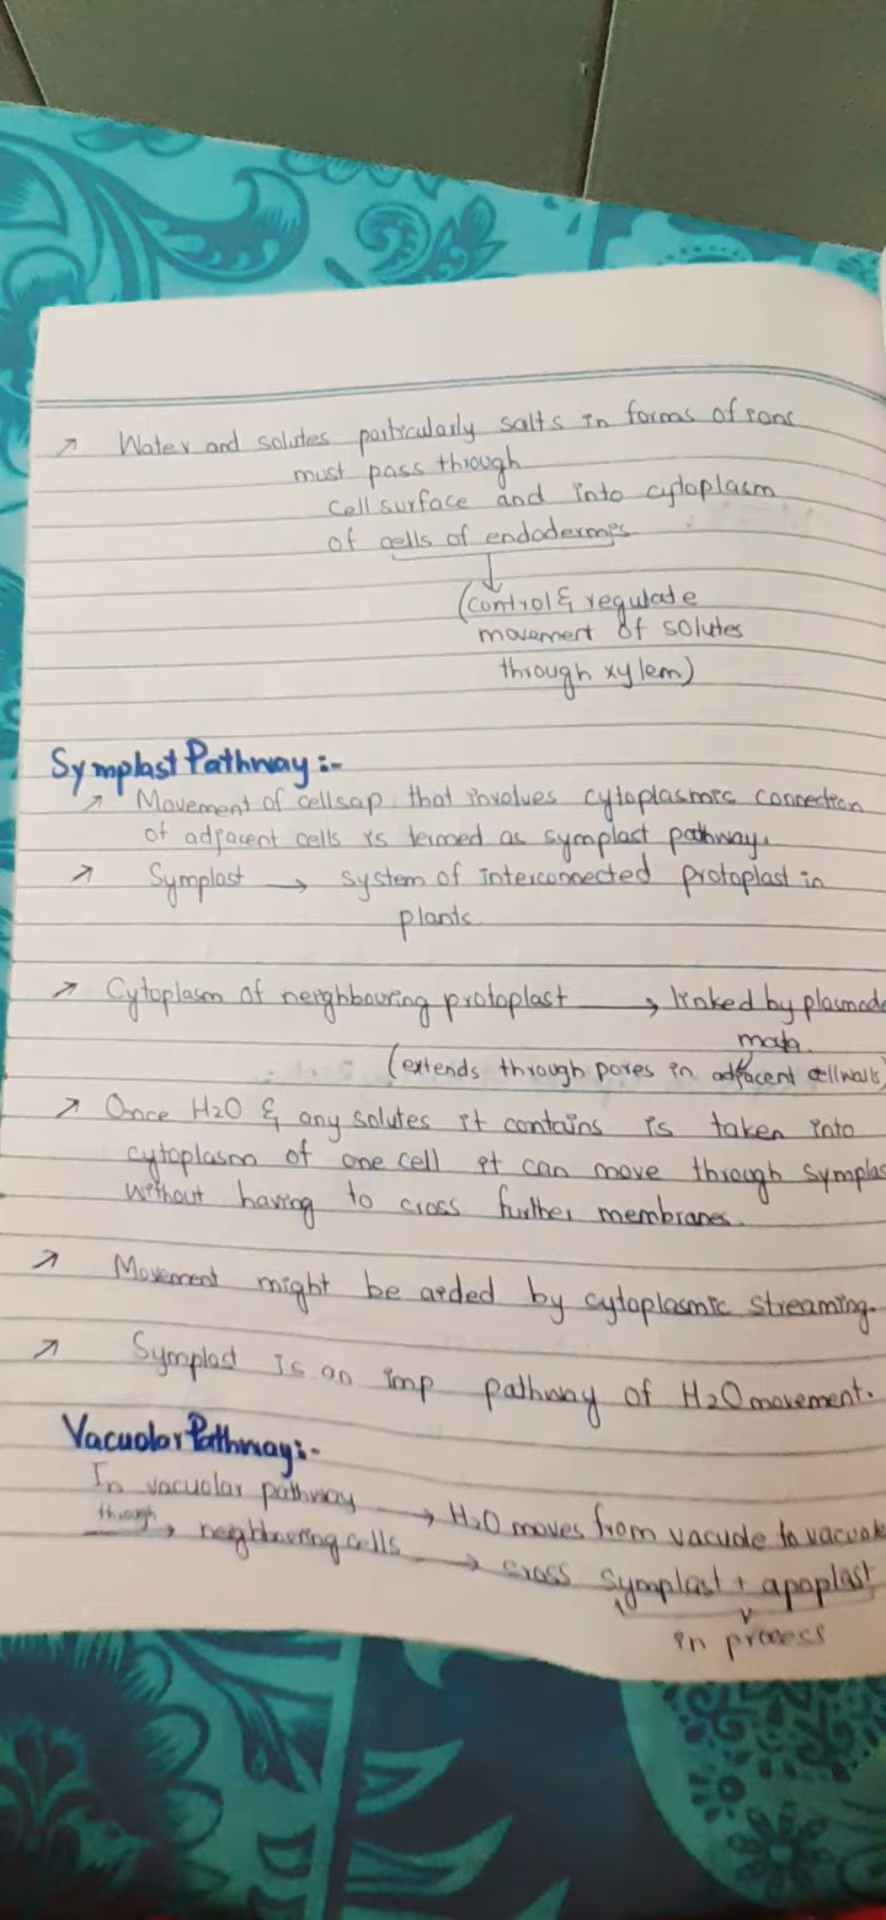 ↗ Water and solutes particularly salts in forms of ions
must pass through
Cell surface and into cytoplasm
of cells of endodermis
↓
(control & regulate
movement of solutes
through xylem)
Symplast Pathway :-
↗ Movement of cellsap that involves cytoplasmic connection
of adjacent cells is termed as symplast pathway.
↗ Symplast → system of interconnected protoplast in
plants
↗ Cytoplasm of neighbouring protoplast → linked by plasmode
mata.
(extends through pores in adjacent cellwalls)
↗ Once H2O & any solutes it contains is taken into
cytoplasm of one cell it can move through symplas
without having to cross further membranes.
↗ Movement might be aided by cytoplasmic streaming.
↗ Symplast is an imp pathway of H2O movement.
Vacuolar Pathway :-
In vacuolar pathway → H2O moves from vacuole to vacuole
through → neighbouring cells → cross symplast + apoplast
in process